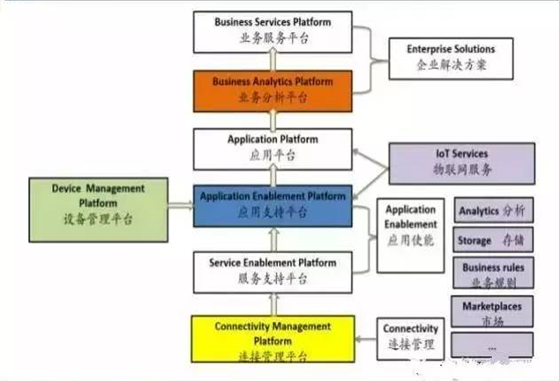 Business Services Platform
业务服务平台
Enterprise Solutions
企业解决方案
Business Analytics Platform
业务分析平台
Application Platform
应用平台
IoT Services
物联网服务
Device Management
Platform
设备管理平台
Application Enablement Platform
应用支持平台
Application
Enablement
应用使能
Analytics 分析
Storage 存储
Service Enablement Platform
服务支持平台
Business rules
业务规则
Connectivity Management
Platform
连接管理平台
Connectivity
连接管理
Marketplaces
市场
...